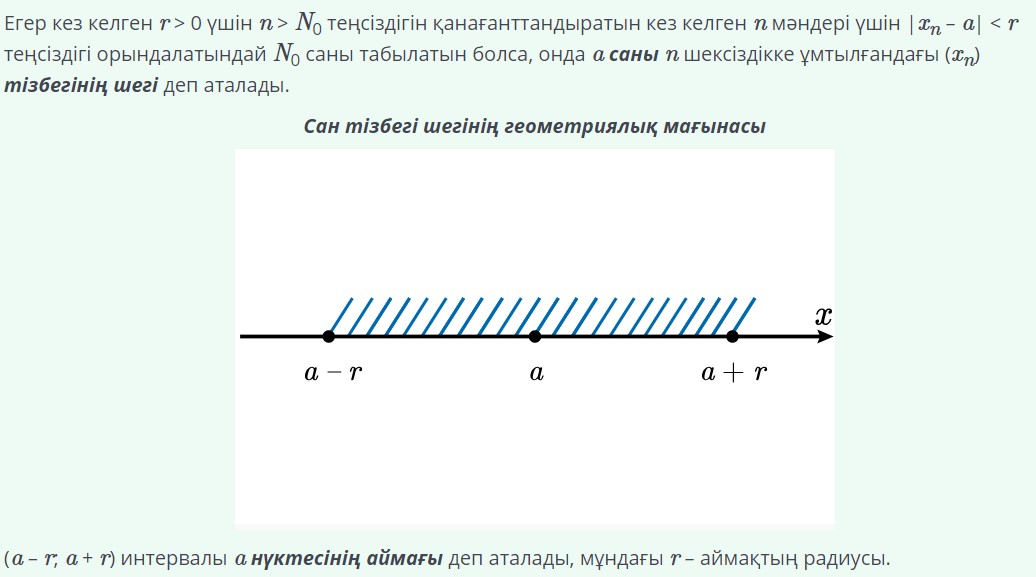 Егер кез келген r > 0 үшін n > N₀ теңсіздігін қанағанттандыратын кез келген n мәндері үшін |xₙ – a| < r
теңсіздігі орындалатындай N₀ саны табылатын болса, онда a саны n шексіздікке ұмтылғандағы (xₙ)
тізбегінің шегі деп аталады.
Сан тізбегі шегінің геометриялық мағынасы
x
a – r a a + r
(a – r; a + r) интервалы a нүктесінің аймағы деп аталады, мұндағы r – аймақтың радиусы.